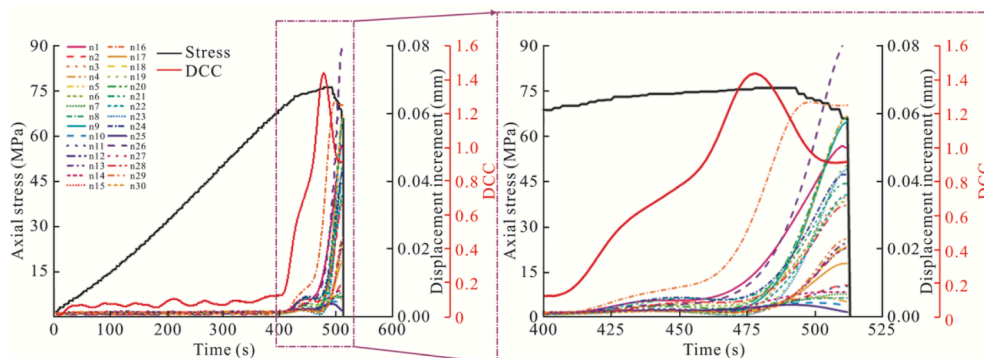 90
75
60
45
30
15
Axial stress (MPa)
n1
n2
n3
n4
n5
n6
n7
n8
n9
n10
n11
n12
n13
n14
n15
n16
n17
n18
n19
n20
n21
n22
n23
n24
n25
n26
n27
n28
n29
n30
Stress
DCC
0 100 200 300 400 500 600
Time (s)
0.08
0.06
0.04
0.02
0.00
Displacement increment (mm)
1.6
1.4
1.2
1.0
0.8
0.6
0.4
0.2
0
DCC
90
75
60
45
30
15
Axial stress (MPa)
400 425 450 475 500 525
Time (s)
0.08
0.06
0.04
0.02
0.00
Displacement increment (mm)
1.6
1.4
1.2
1.0
0.8
0.6
0.4
0.2
0
DCC